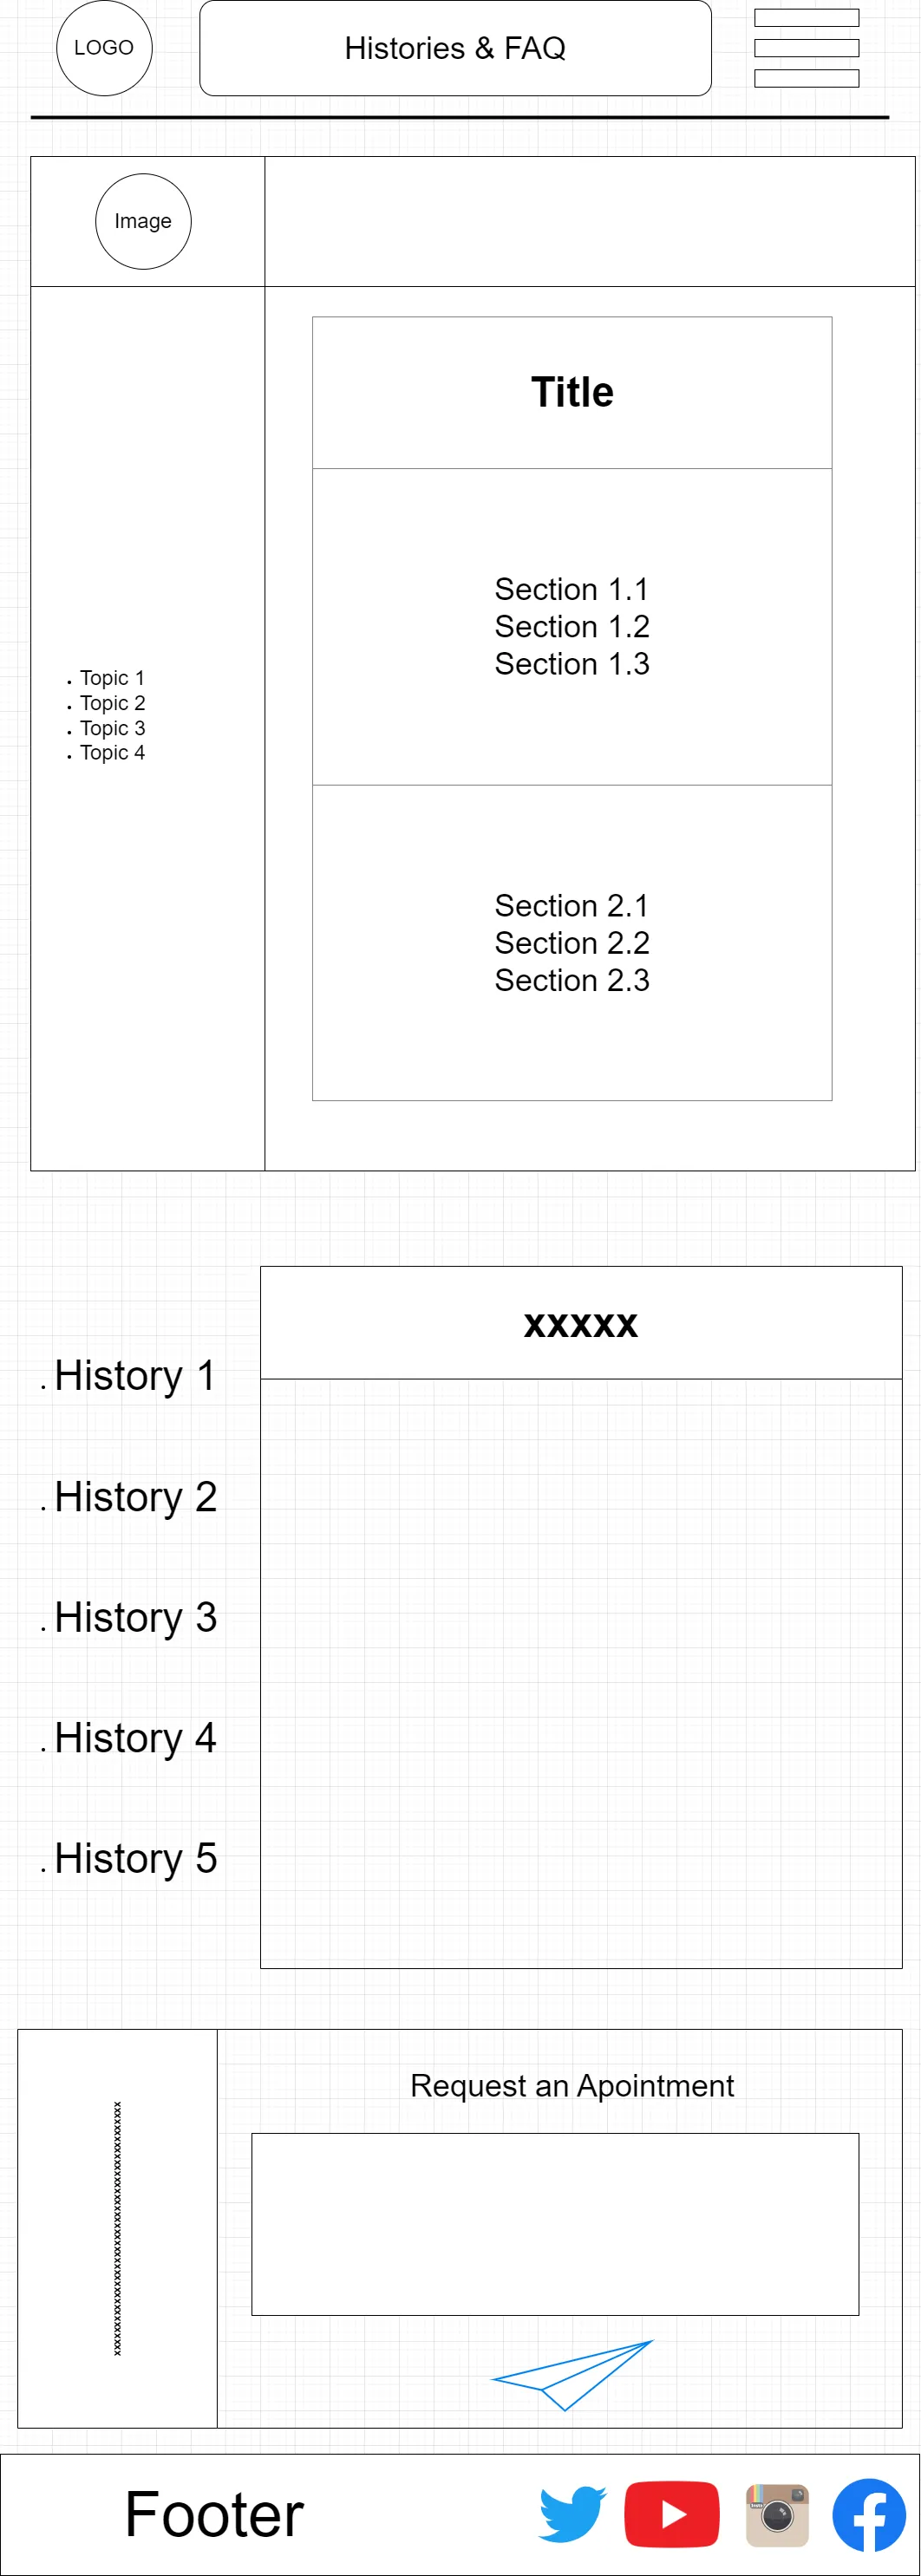 LOGO
Histories & FAQ
Image
Title
Section 1.1
Section 1.2
Section 1.3
Topic 1
Topic 2
Topic 3
Topic 4
Section 2.1
Section 2.2
Section 2.3
xxxxx
History 1
History 2
History 3
History 4
History 5
Request an Apointment
Footer